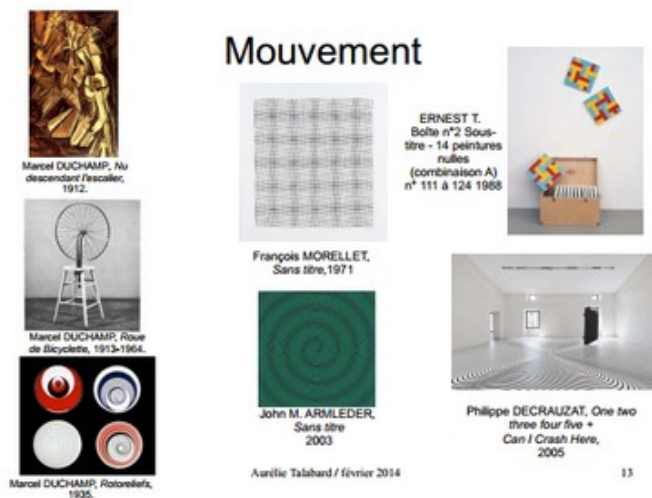 Mouvement
Marcel DUCHAMP, Nu
descendant l'escalier,
1912.
Marcel DUCHAMP, Roue
de Bicyclette, 1913-1964.
Marcel DUCHAMP, Rotoreliefs,
1935.
François MORELLET,
Sans titre,1971
John M. ARMLEDER,
Sans titre
2003
ERNEST T.
Boîte n°2 Sous-
titre - 14 peintures
nulles
(combinaison A)
n° 111 à 124 1988
Philippe DECRAUZAT, One two
three four five +
Can I Crash Here,
2005
Aurélie Talabard / février 2014
13